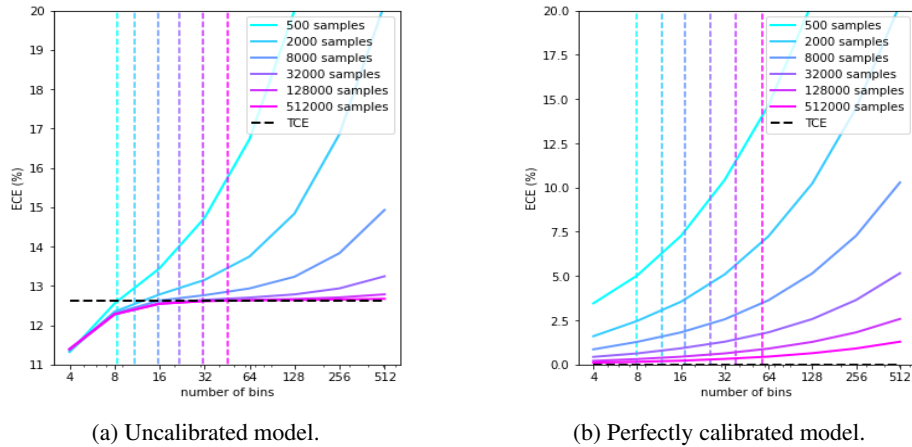 20
19
18
17
16
15
14
13
12
11
ECE (%)
4
8
16
32
64
128
256
512
number of bins
500 samples
2000 samples
8000 samples
32000 samples
128000 samples
512000 samples
TCE
(a) Uncalibrated model.
20.0
17.5
15.0
12.5
10.0
7.5
5.0
2.5
0.0
ECE (%)
4
8
16
32
64
128
256
512
number of bins
500 samples
2000 samples
8000 samples
32000 samples
128000 samples
512000 samples
TCE
(b) Perfectly calibrated model.